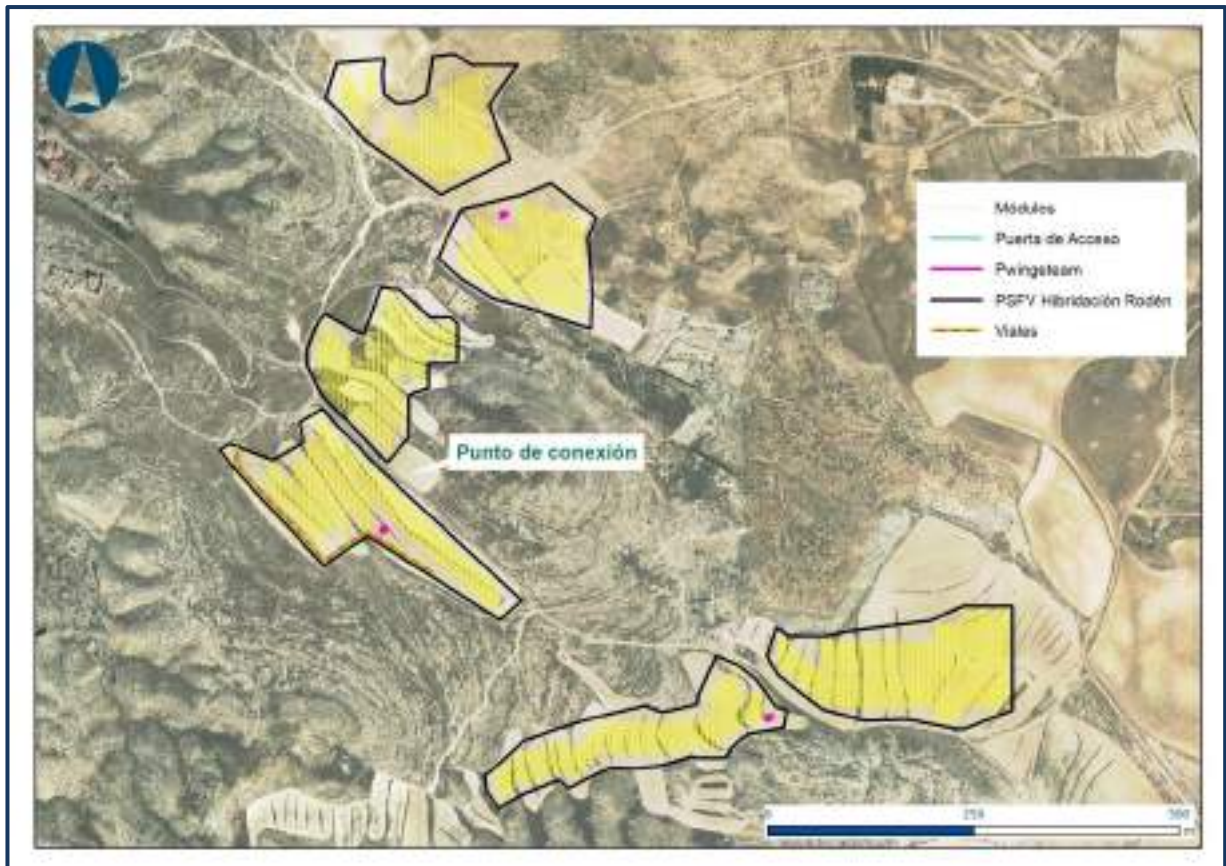 Módulos
Puerta de Acceso
Pwingsteam
PSFV Hibridación Rodén
Viales
Punto de conexión
0 250 500
m